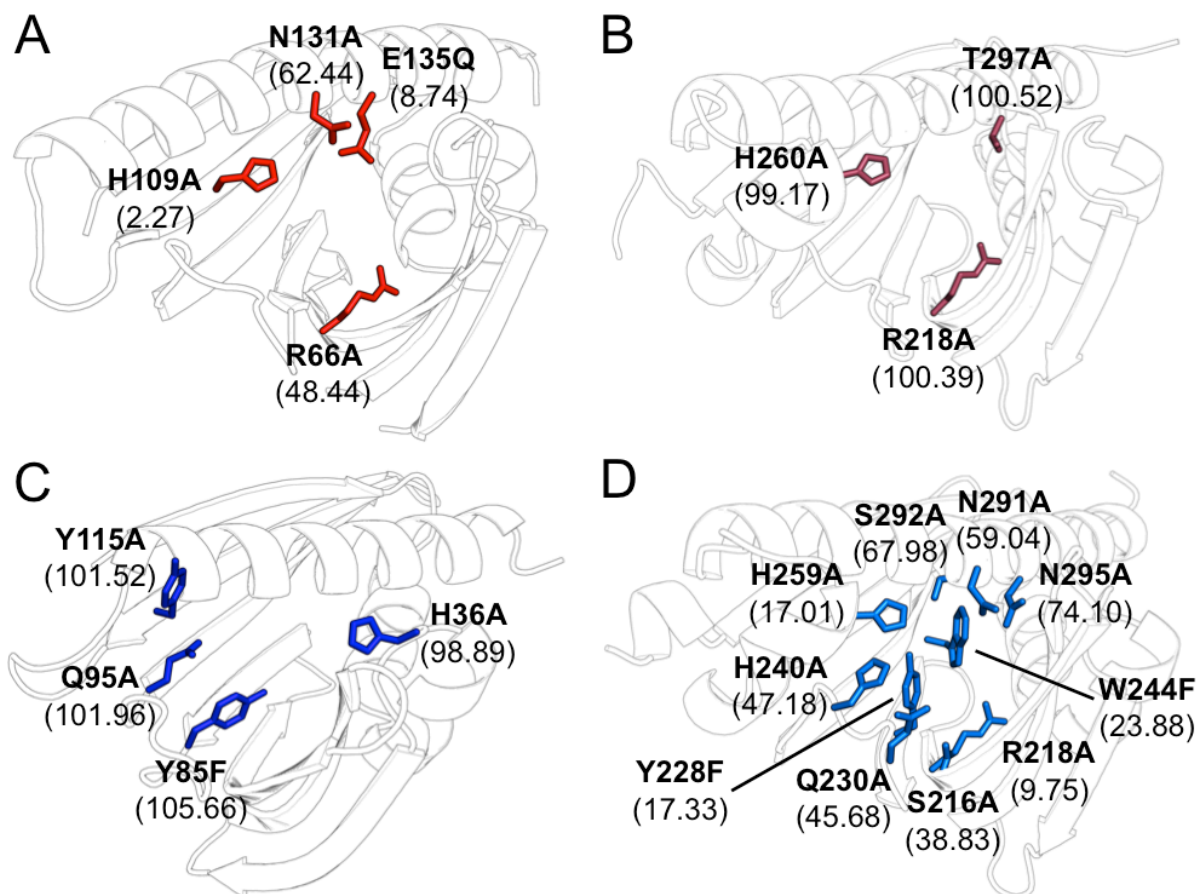 A
N131A
(62.44)
E135Q
(8.74)
H109A
(2.27)
R66A
(48.44)
B
T297A
(100.52)
H260A
(99.17)
R218A
(100.39)
C
Y115A
(101.52)
H36A
(98.89)
Q95A
(101.96)
Y85F
(105.66)
D
N291A
(59.04)
S292A
(67.98)
H259A
(17.01)
N295A
(74.10)
H240A
(47.18)
W244F
(23.88)
Y228F
(17.33)
Q230A
(45.68)
S216A
(38.83)
R218A
(9.75)